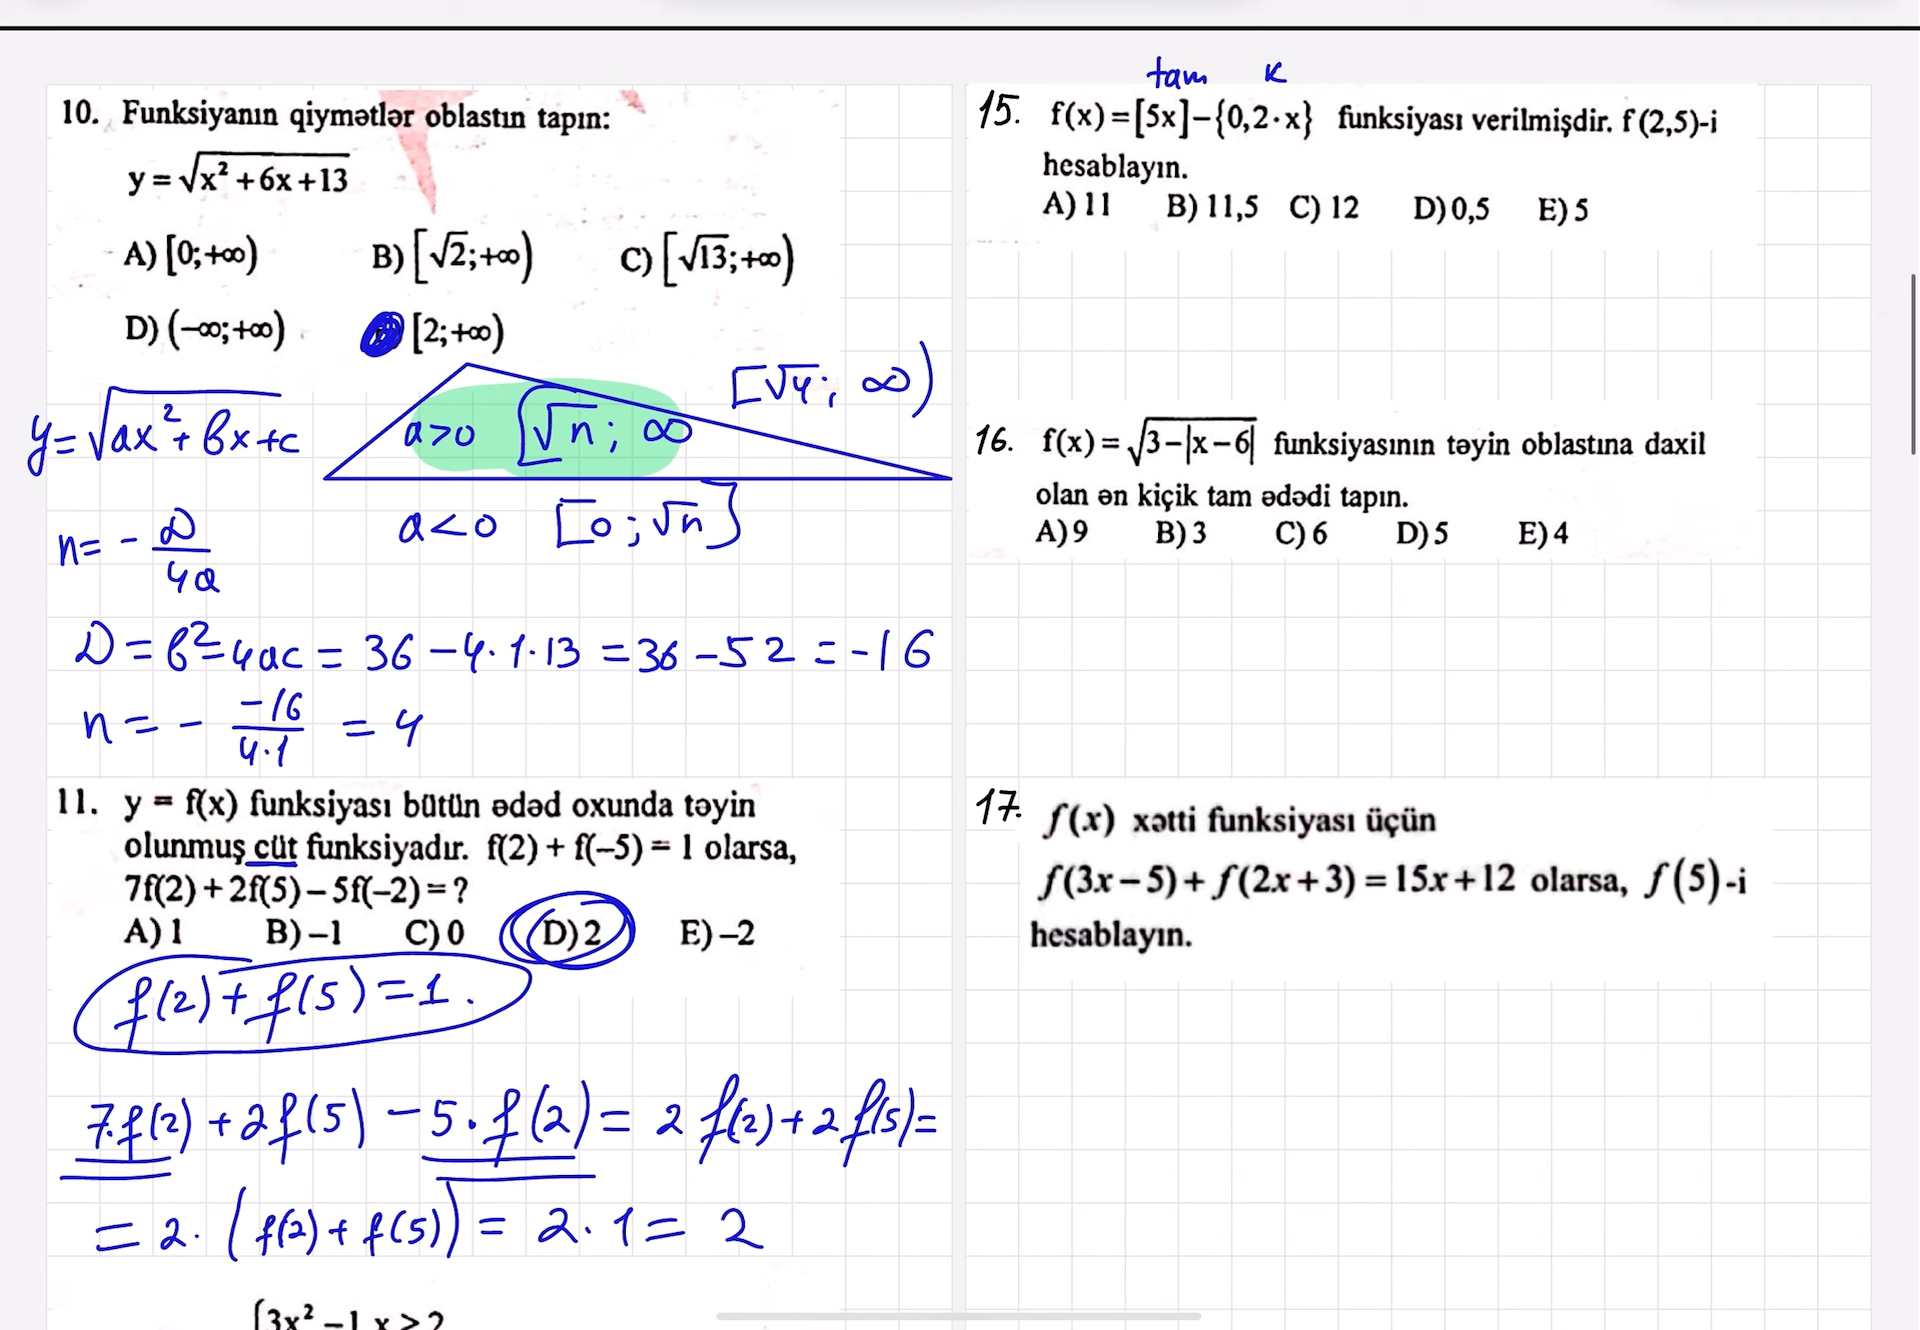 10. Funksiyanın qiymətlər oblastın tapın:
y = √(x² + 6x + 13)
A) [0; +∞) B) [√2; +∞) C) [√13; +∞)
D) (−∞; +∞) [2; +∞)
[√4; ∞)
y = √(ax² + bx + c)
a>0 [√n; ∞
a<0 [0; √n]
n = − D/4a
D = b² − 4ac = 36 − 4·1·13 = 36 − 52 = −16
n = − −16/4·1 = 4
11. y = f(x) funksiyası bütün ədəd oxunda təyin
olunmuş cüt funksiyadır. f(2) + f(−5) = 1 olarsa,
7f(2) + 2f(5) − 5f(−2) = ?
A) 1 B) −1 C) 0 D) 2 E) −2
f(2) + f(5) = 1.
7·f(2) + 2f(5) − 5·f(2) = 2f(2) + 2f(5) =
= 2·(f(2) + f(5)) = 2·1 = 2
{3x² − 1, x > 2
tam K
15. f(x) = [5x] − {0,2·x} funksiyası verilmişdir. f(2,5)-i
hesablayın.
A) 11 B) 11,5 C) 12 D) 0,5 E) 5
16. f(x) = √(3 − |x − 6|) funksiyasının təyin oblastına daxil
olan ən kiçik tam ədədi tapın.
A) 9 B) 3 C) 6 D) 5 E) 4
17. f(x) xətti funksiyası üçün
f(3x − 5) + f(2x + 3) = 15x + 12 olarsa, f(5)-i
hesablayın.